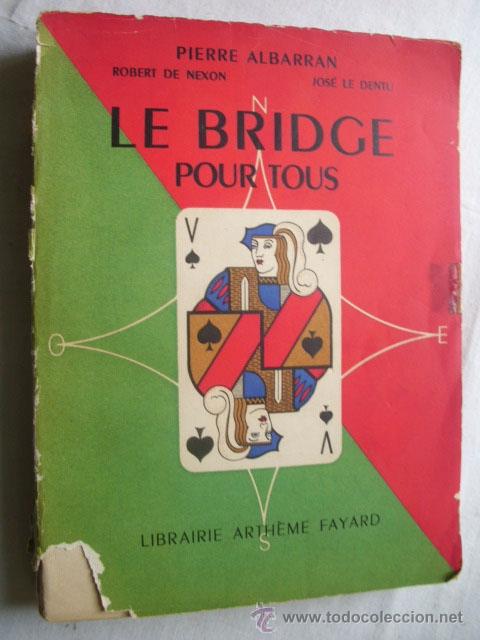 PIERRE ALBARRAN
ROBERT DE NEXON JOSÉ LE DENTU
N
LE BRIDGE
POUR TOUS
V
O E
V
LIBRAIRIE ARTHÈME FAYARD
S
www.todocoleccion.net